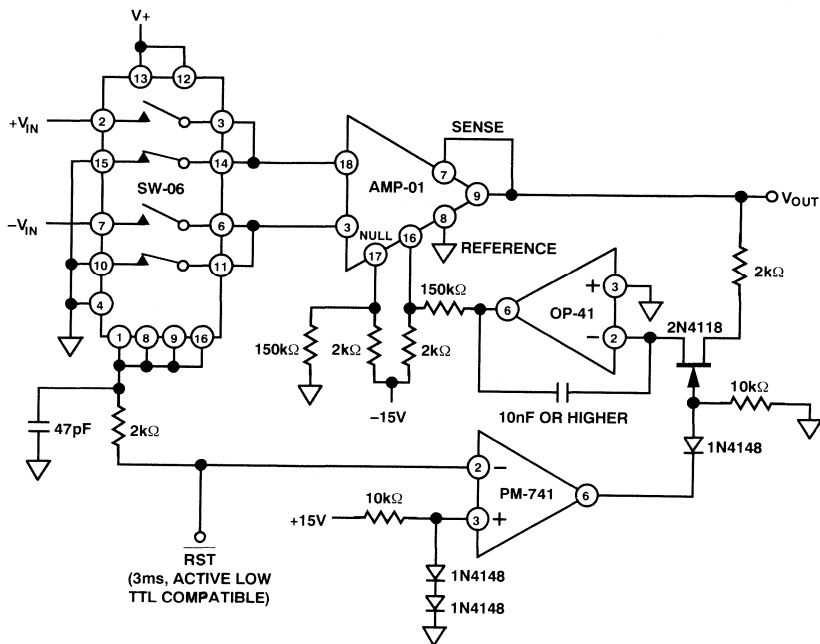 V+
13
12
+VIN
2
3
15
14
SW-06
−VIN
7
6
10
11
4
1
8
9
16
47pF
2kΩ
18
AMP-01
3
NULL
17
16
8
7
9
SENSE
REFERENCE
VOUT
150kΩ
2kΩ
2kΩ
−15V
150kΩ
6
OP-41
+
3
−
2
10nF OR HIGHER
2kΩ
2N4118
10kΩ
1N4148
2
−
PM-741
6
3
+
+15V
10kΩ
1N4148
1N4148
RST
(3ms, ACTIVE LOW
TTL COMPATIBLE)